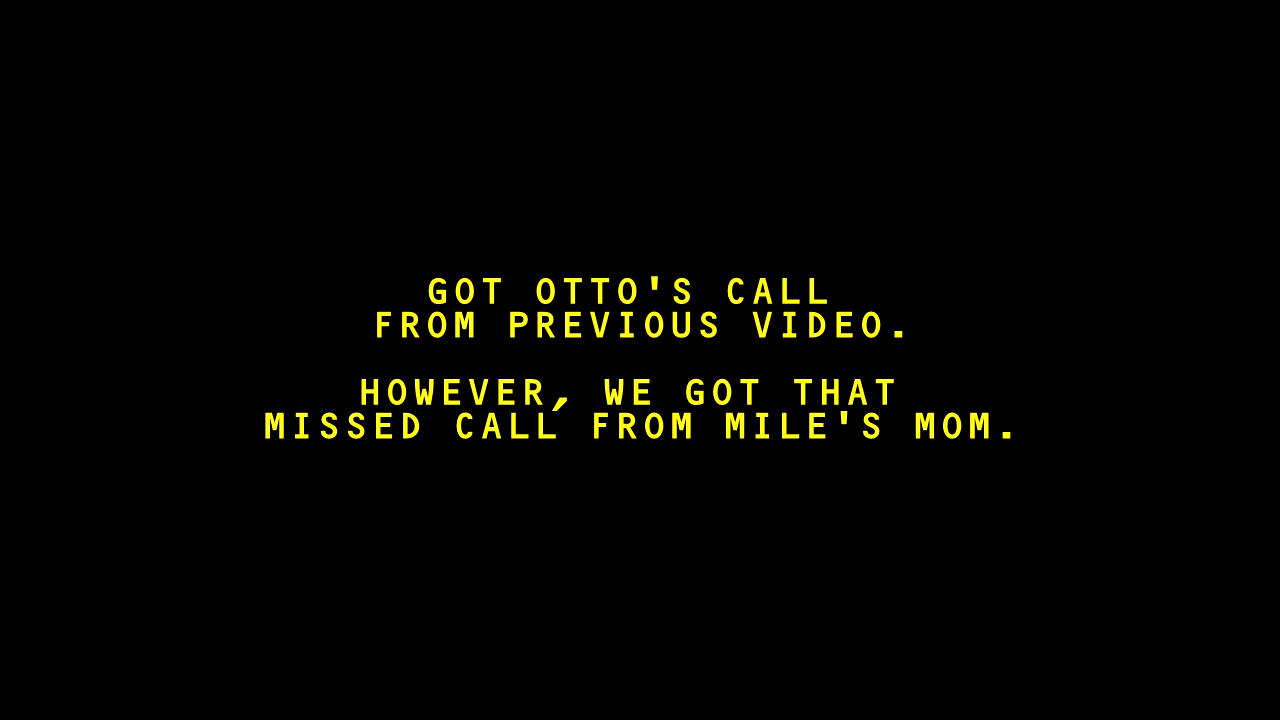 GOT OTTO'S CALL
FROM PREVIOUS VIDEO.
HOWEVER, WE GOT THAT
MISSED CALL FROM MILE'S MOM.